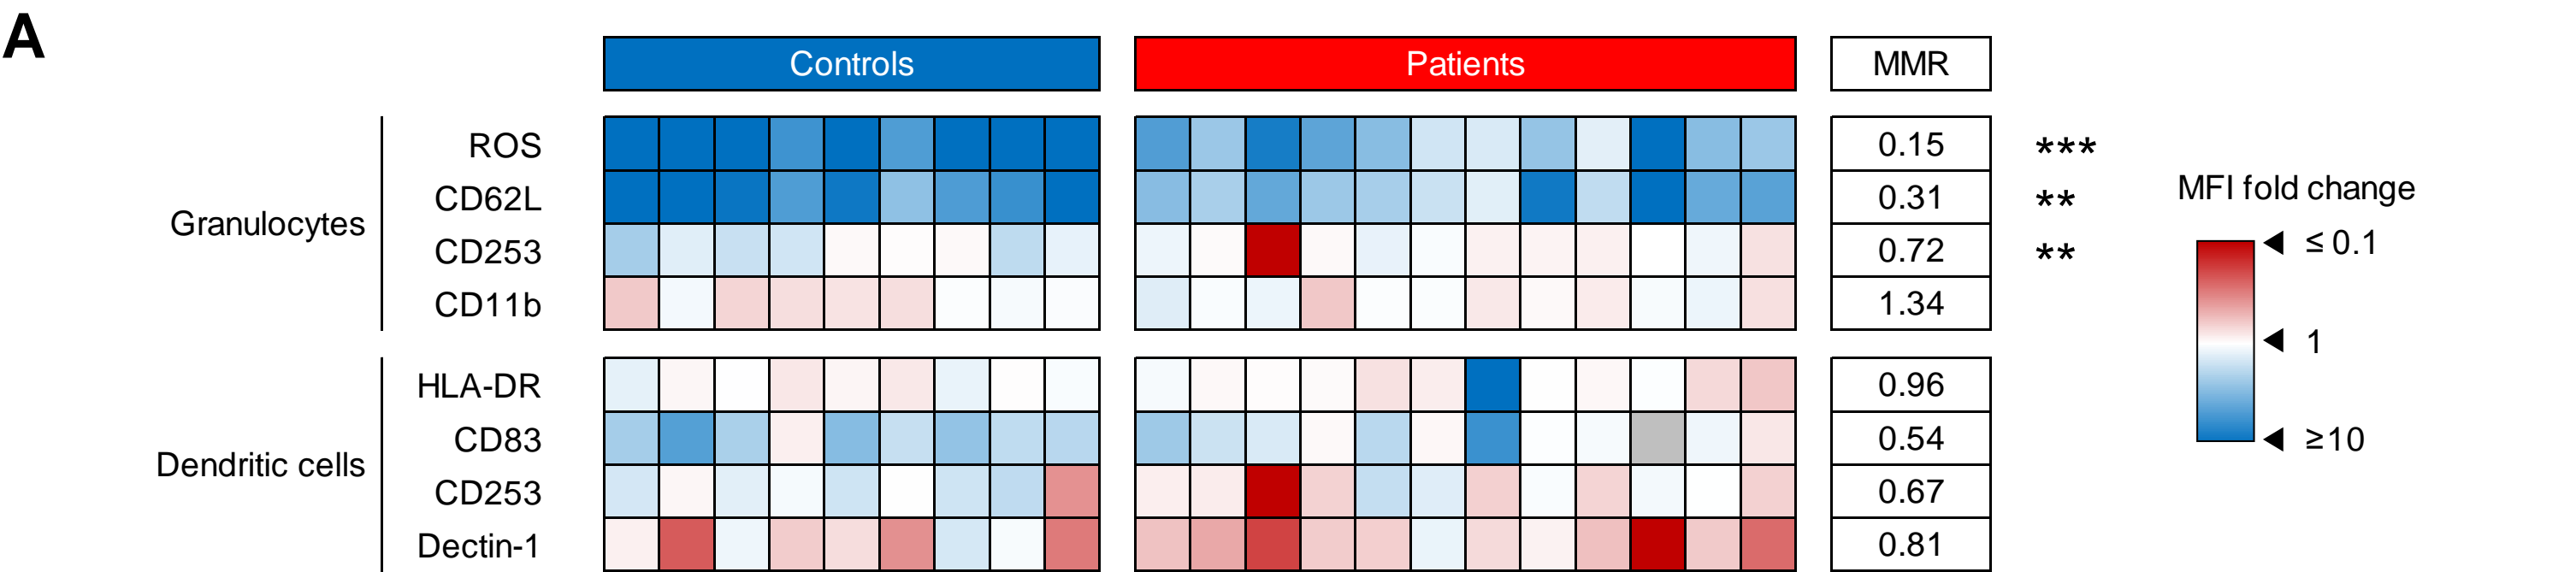 A
Controls Patients MMR
ROS 0.15 ***
CD62L 0.31 **
Granulocytes
CD253 0.72 **
CD11b 1.34
MFI fold change
≤ 0.1
1
≥10
HLA-DR 0.96
CD83 0.54
Dendritic cells
CD253 0.67
Dectin-1 0.81